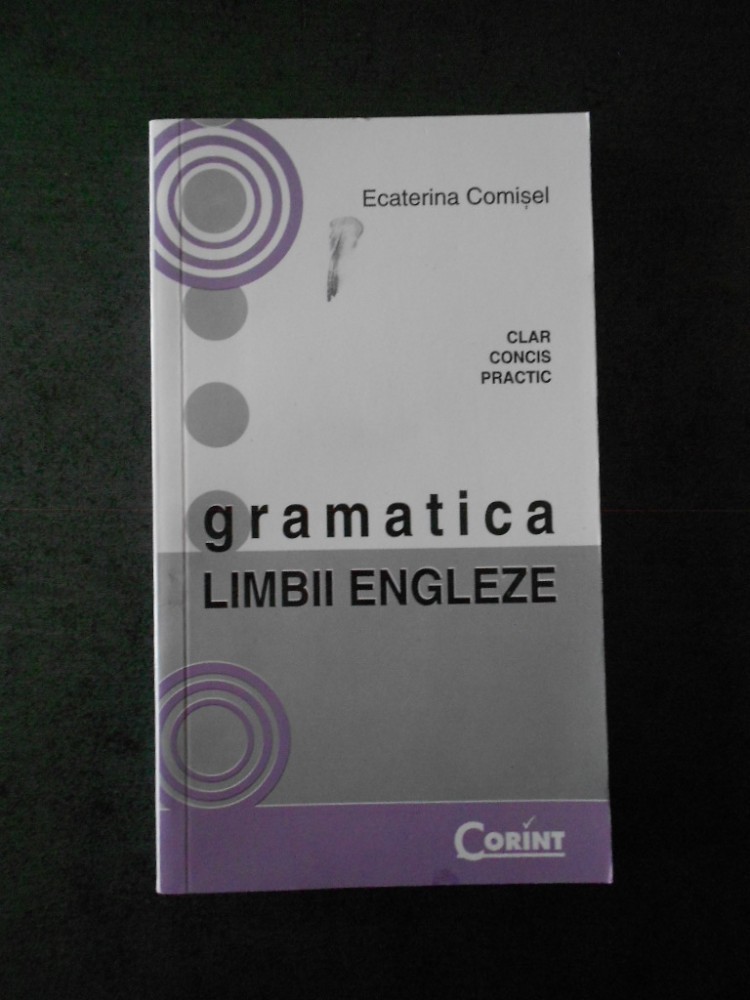 Ecaterina Comișel
CLAR
CONCIS
PRACTIC
gramatica
LIMBII ENGLEZE
CORINT